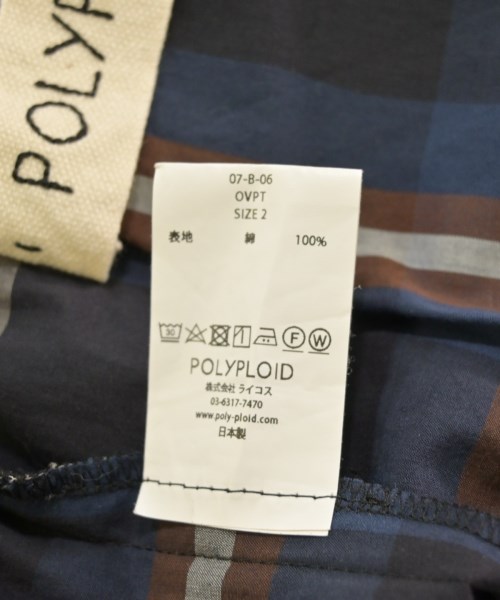 POLYP
07-B-06
OVPT
SIZE 2
表地 綿 100%
F W
POLYPLOID
株式会社 ライコス
03-6317-7470
www.poly-ploid.com
日本製